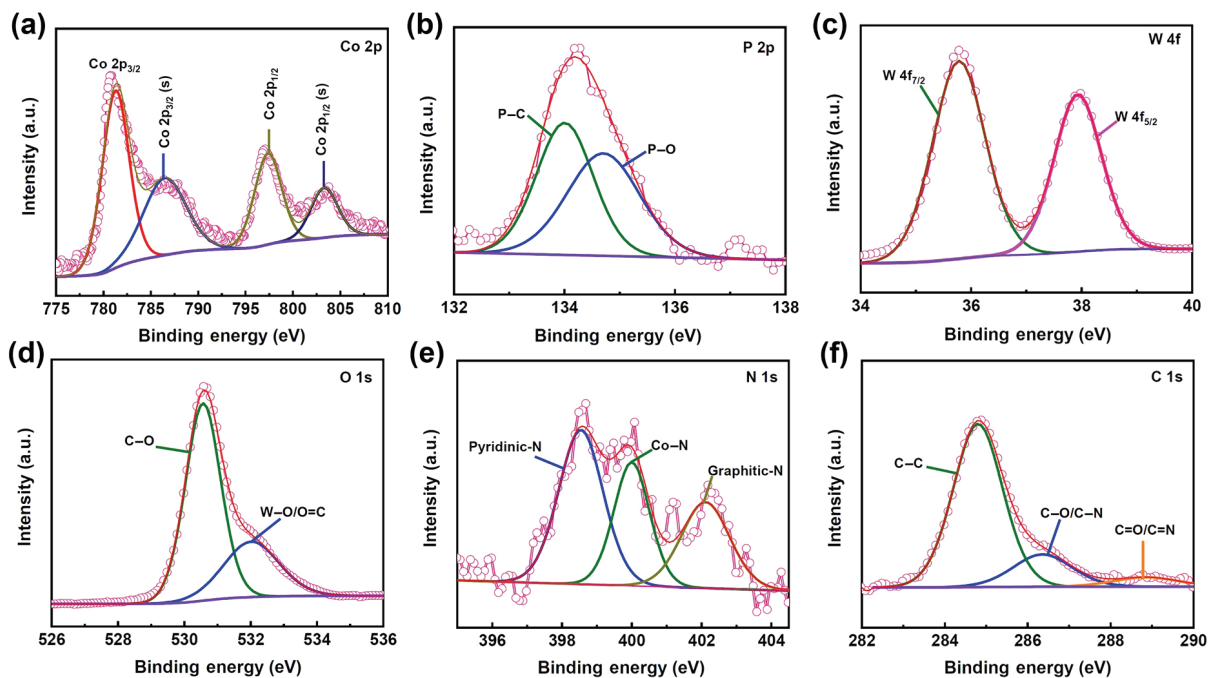 (a)
Co 2p
Co 2p3/2
Co 2p3/2 (s)
Co 2p1/2
Co 2p1/2 (s)
Intensity (a.u.)
775 780 785 790 795 800 805 810
Binding energy (eV)
(b)
P 2p
P–C
P–O
Intensity (a.u.)
132 134 136 138
Binding energy (eV)
(c)
W 4f
W 4f7/2
W 4f5/2
Intensity (a.u.)
34 35 36 37 38 39 40
Binding energy (eV)
(d)
O 1s
C–O
W–O/O=C
Intensity (a.u.)
526 528 530 532 534 536
Binding energy (eV)
(e)
N 1s
Pyridinic-N
Co–N
Graphitic-N
Intensity (a.u.)
396 398 400 402 404
Binding energy (eV)
(f)
C 1s
C–C
C–O/C–N
C=O/C=N
Intensity (a.u.)
282 284 286 288 290
Binding energy (eV)